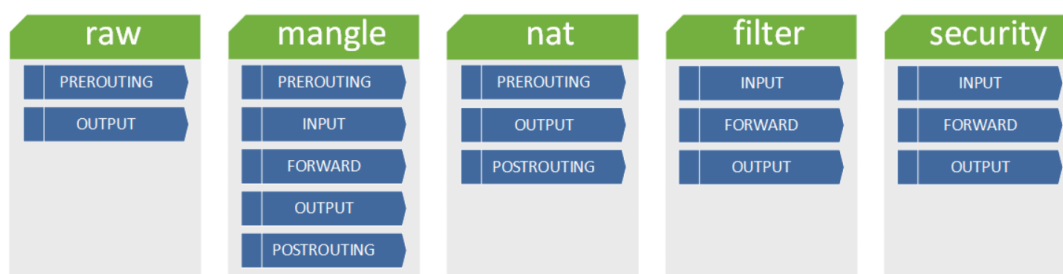 raw
PREROUTING
OUTPUT
mangle
PREROUTING
INPUT
FORWARD
OUTPUT
POSTROUTING
nat
PREROUTING
OUTPUT
POSTROUTING
filter
INPUT
FORWARD
OUTPUT
security
INPUT
FORWARD
OUTPUT